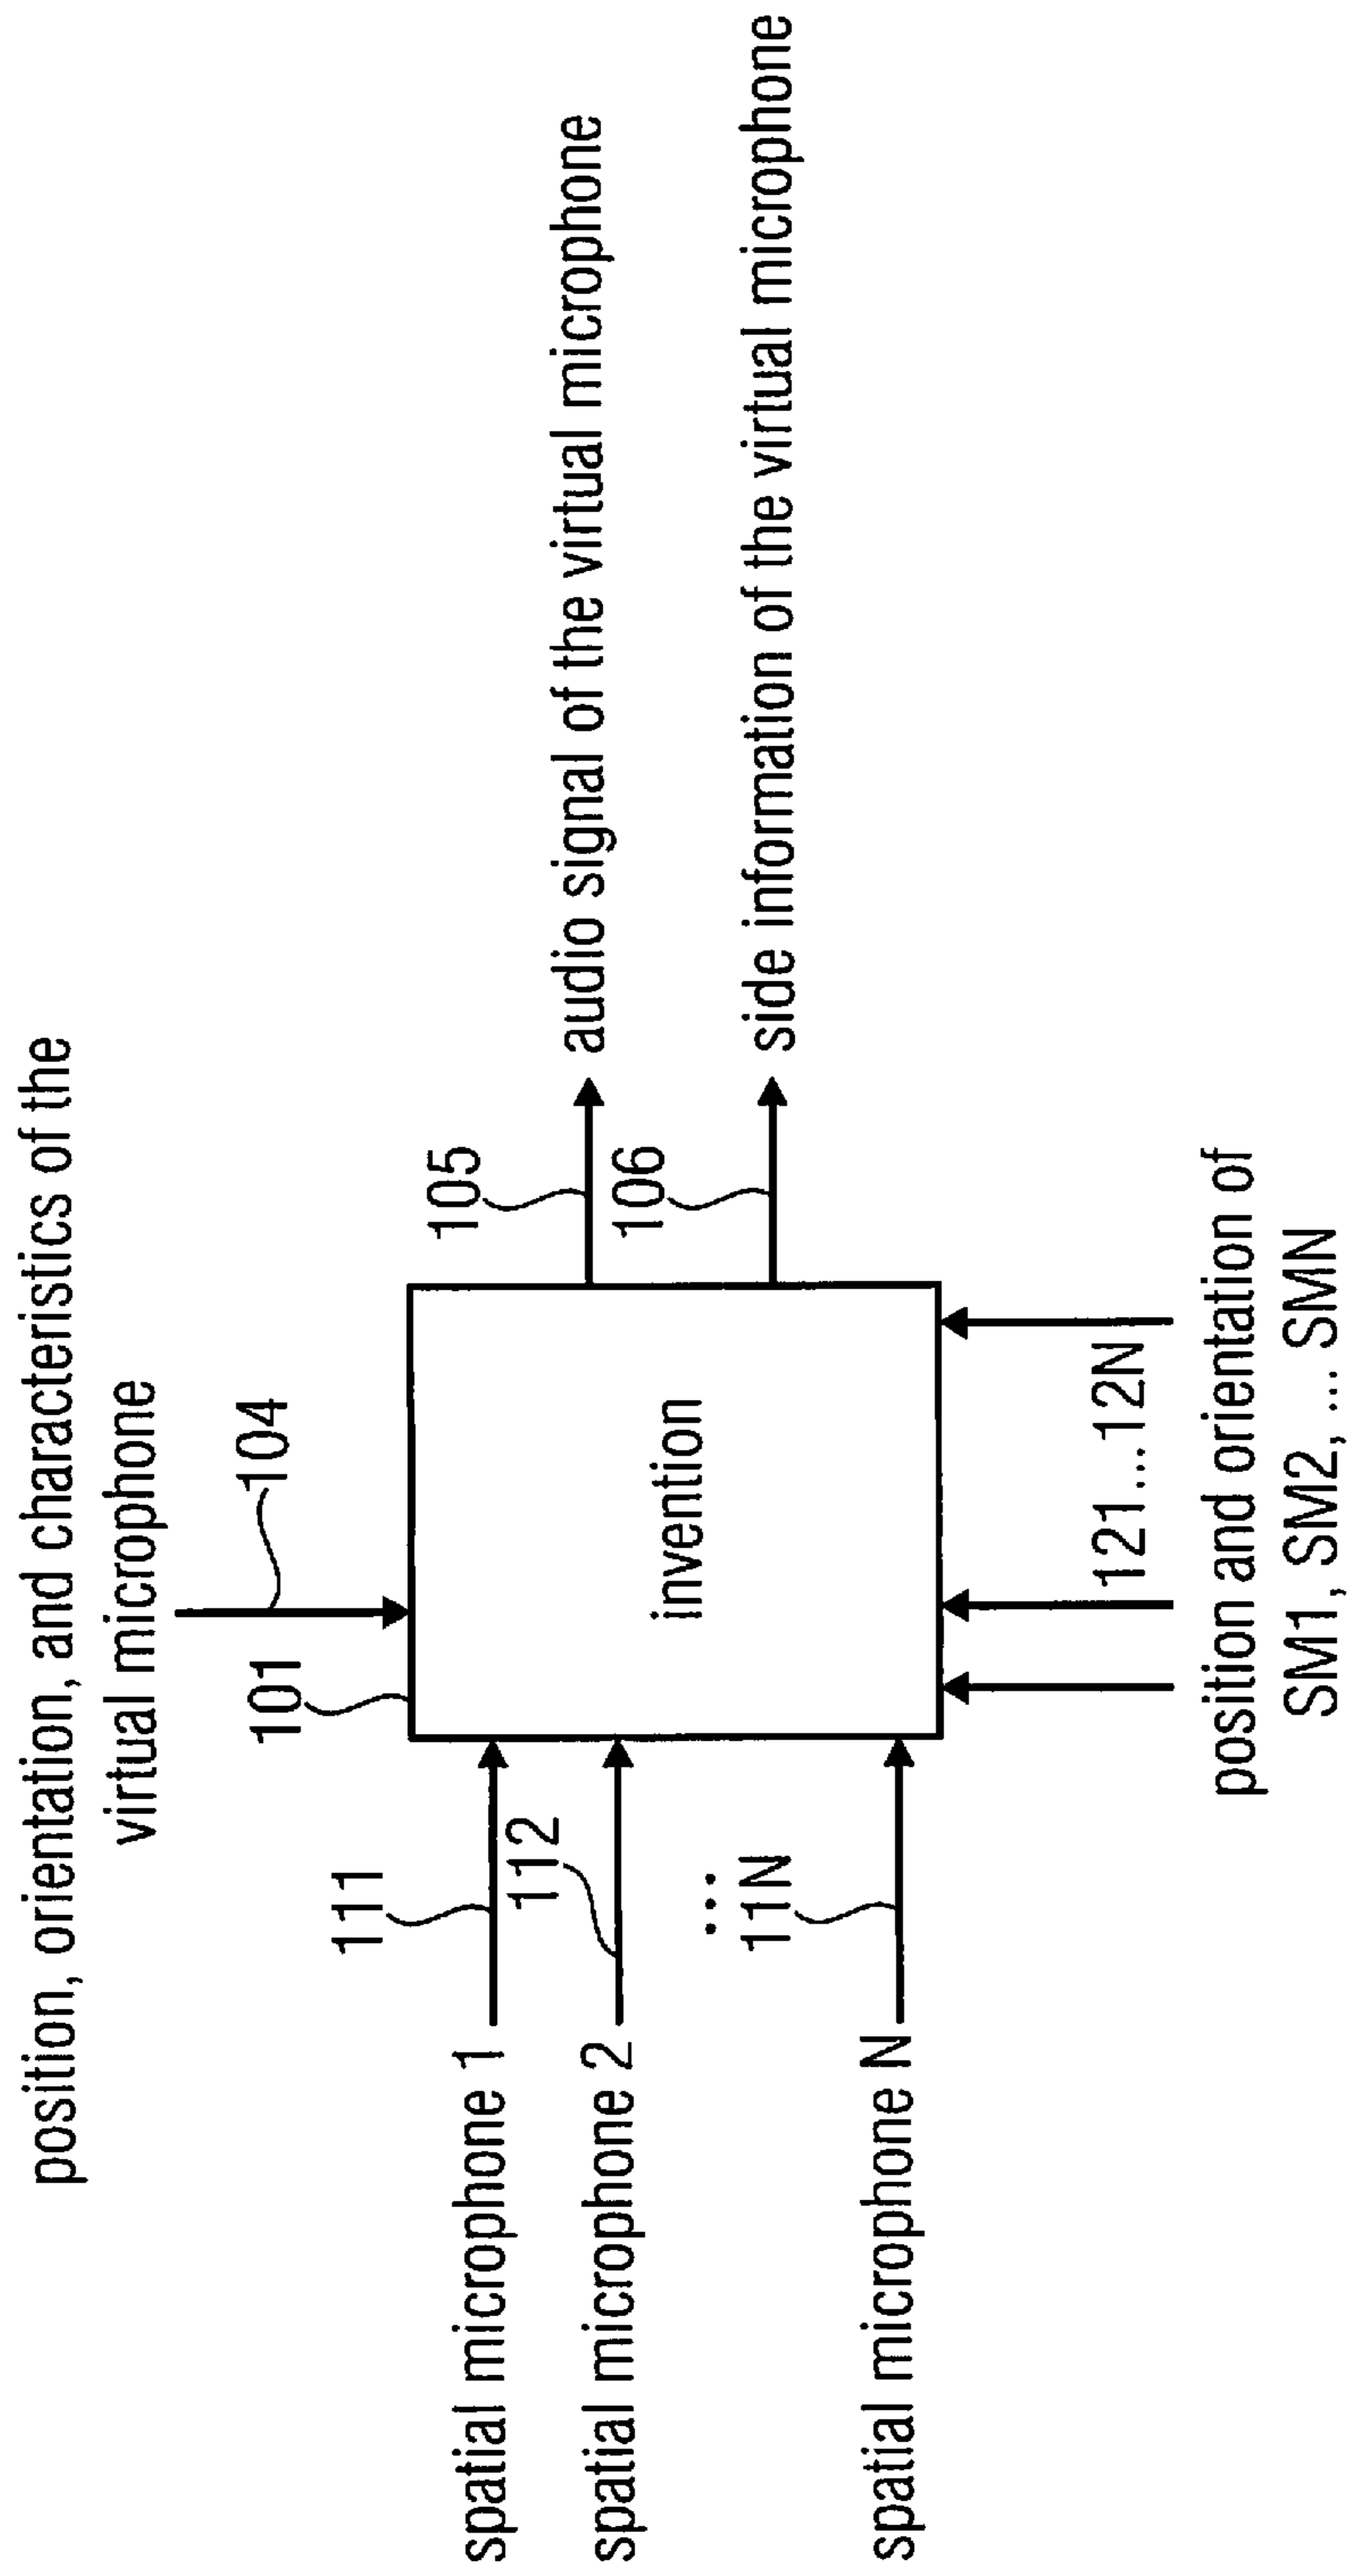 position, orientation, and characteristics of the
virtual microphone
104
101
111
spatial microphone 1
112
spatial microphone 2
...
11N
spatial microphone N
invention
105
audio signal of the virtual microphone
106
side information of the virtual microphone
121...12N
position and orientation of
SM1, SM2, ... SMN